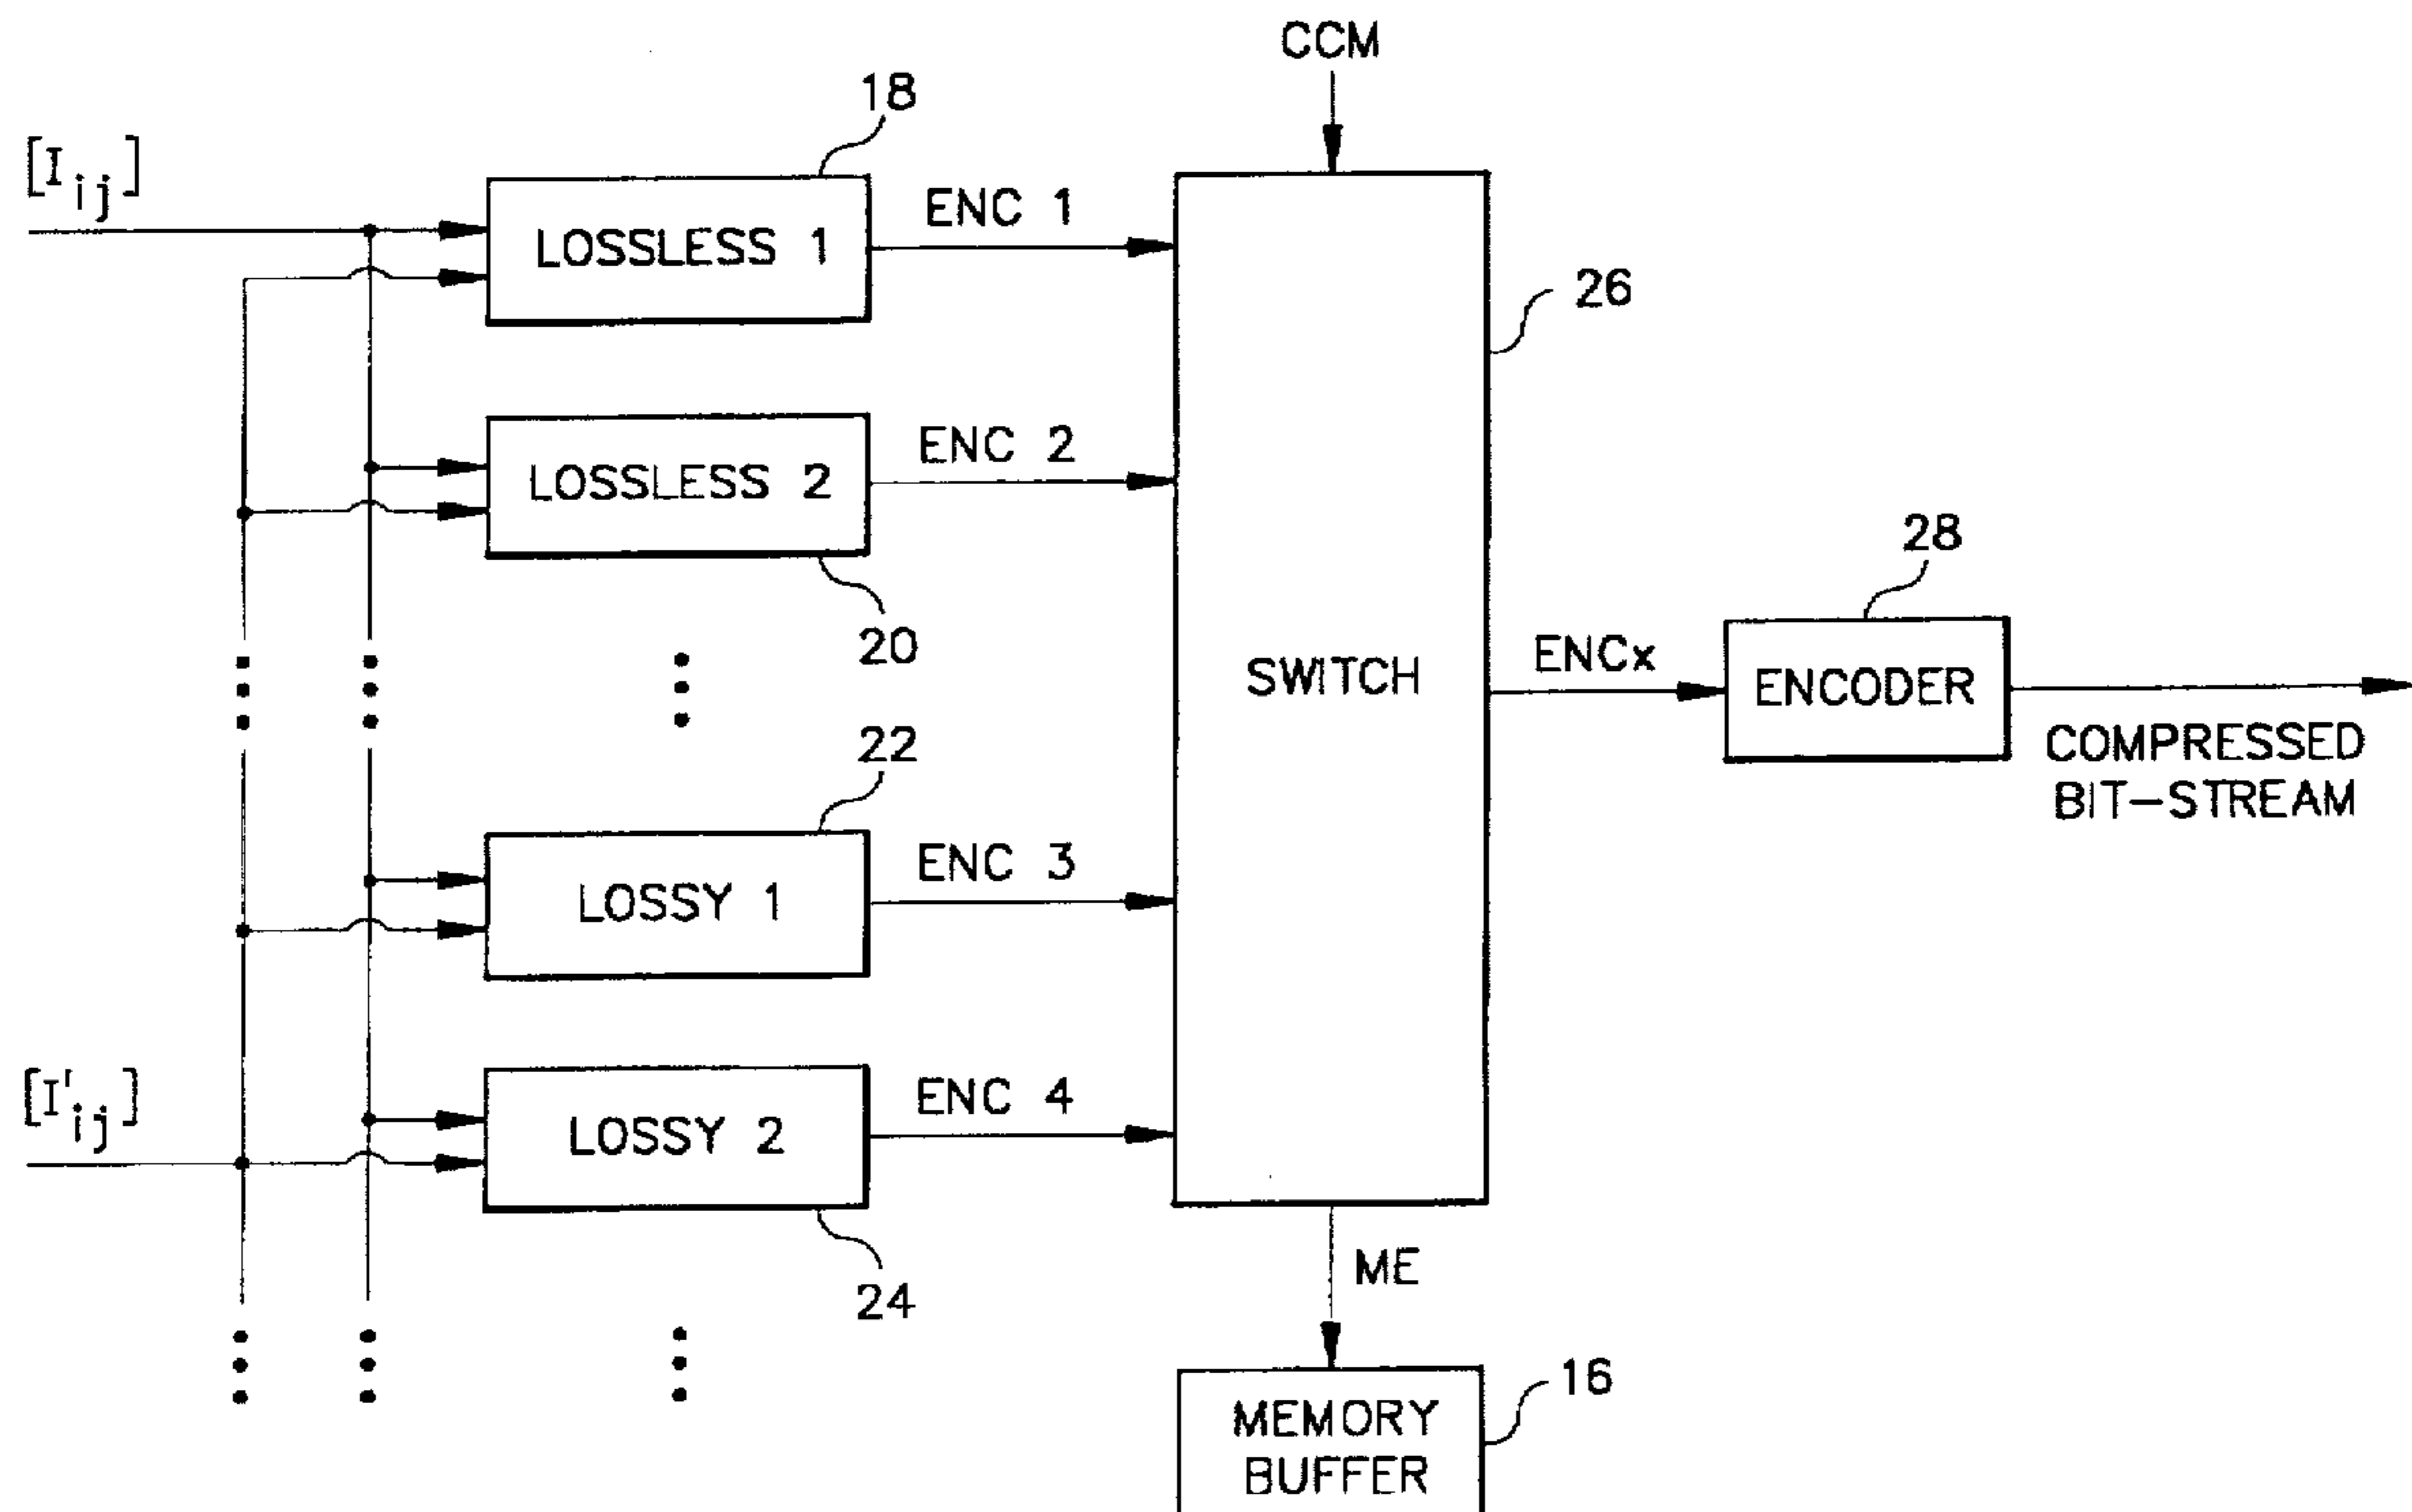 CCM
18
[I_ij]
LOSSLESS 1
ENC 1
26
LOSSLESS 2
ENC 2
20
SWITCH
ENCx
28
ENCODER
COMPRESSED
BIT-STREAM
22
LOSSY 1
ENC 3
[I'_ij]
LOSSY 2
ENC 4
24
ME
16
MEMORY
BUFFER